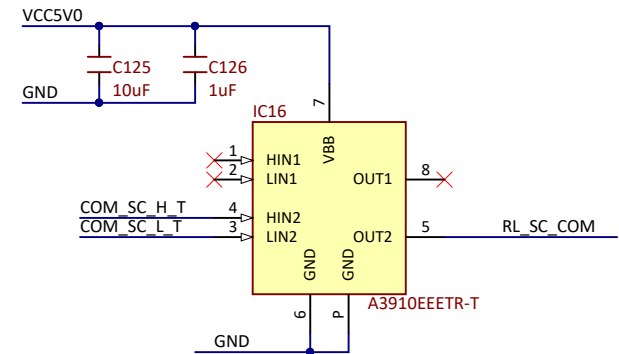 VCC5V0
C125
10uF
C126
1uF
GND
IC16
7
VBB
1
HIN1
2
LIN1
OUT1
8
COM_SC_H_T
4
HIN2
COM_SC_L_T
3
LIN2
OUT2
5
RL_SC_COM
GND
GND
6
P
A3910EEETR-T
GND